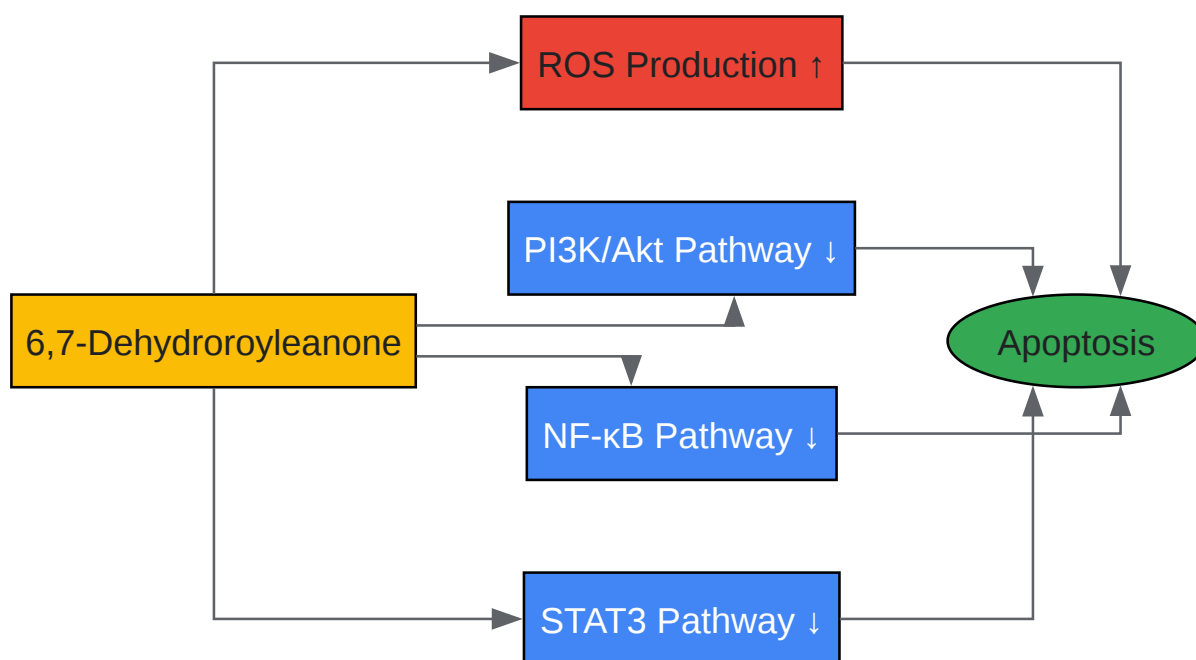 ROS Production ↑
PI3K/Akt Pathway ↓
6,7-Dehydroroyleanone
Apoptosis
NF-κB Pathway ↓
STAT3 Pathway ↓